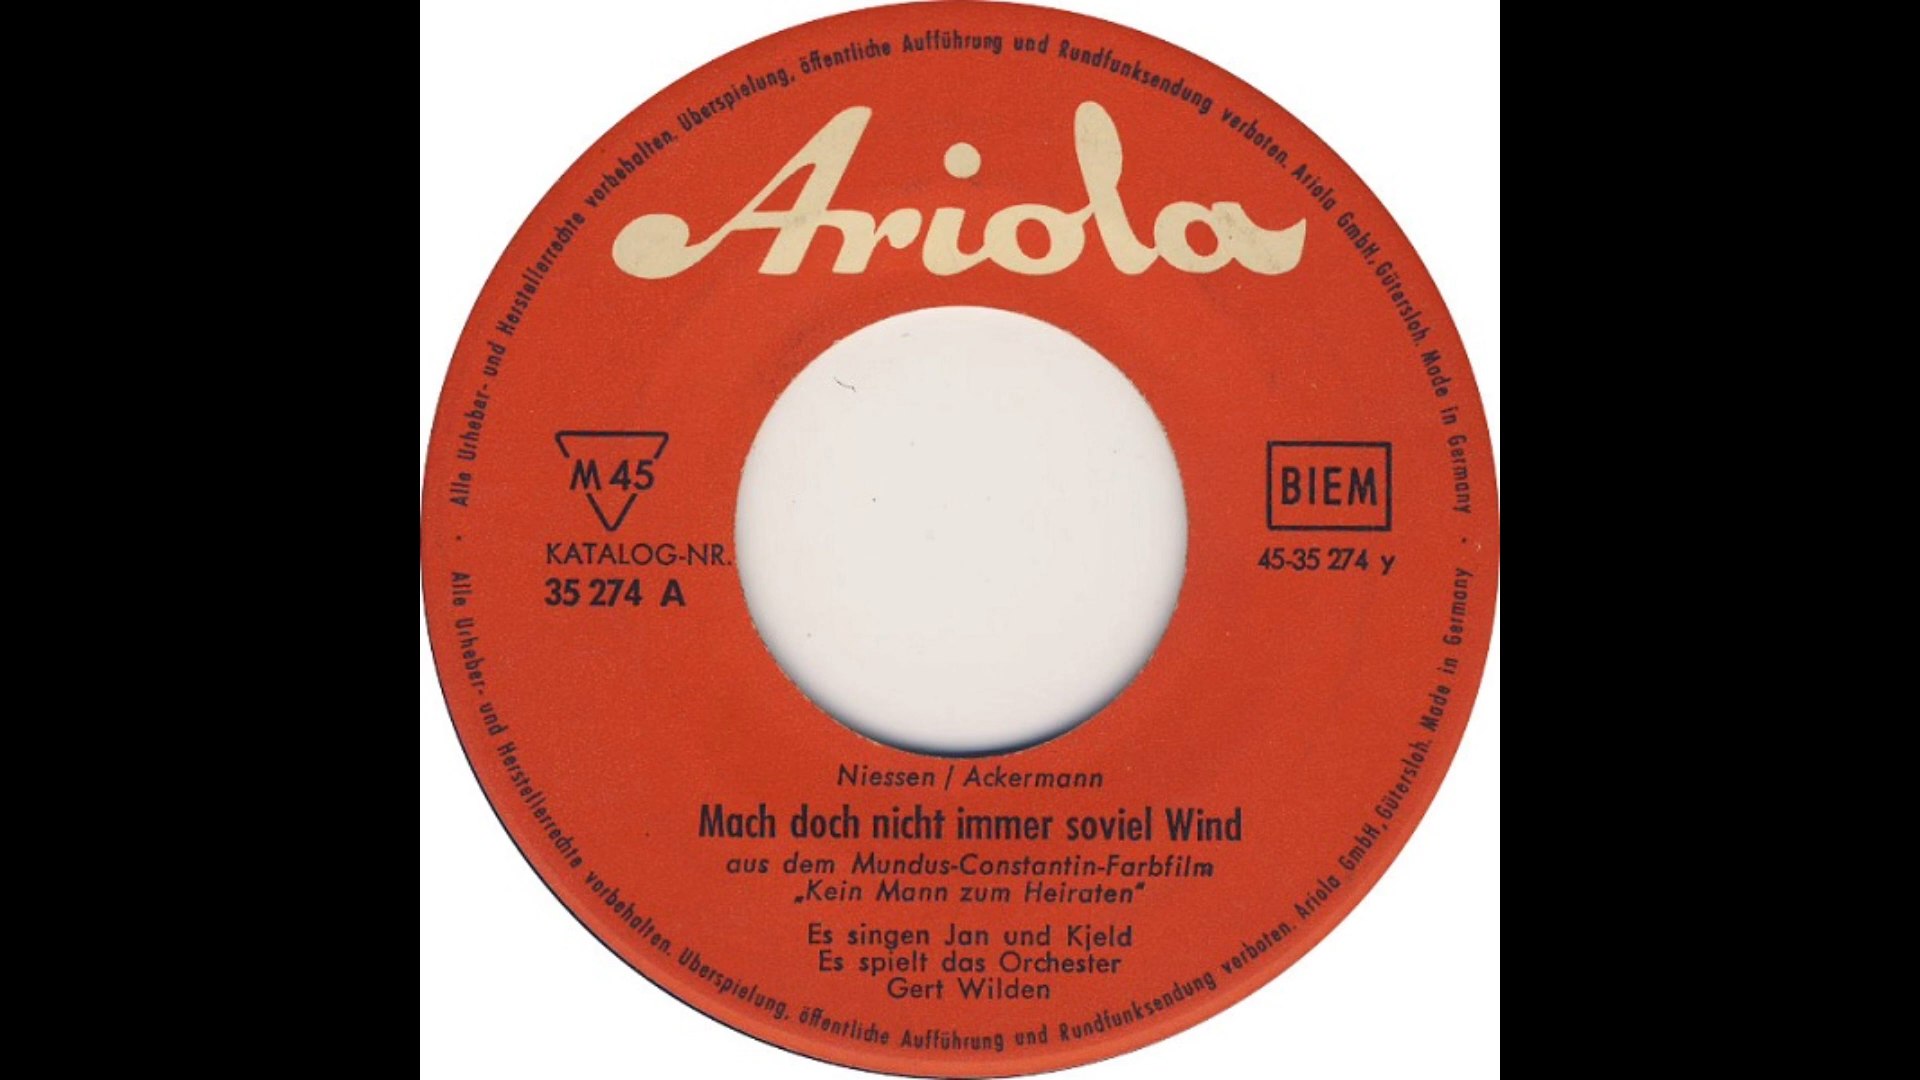 Alle Urheber- und Herstellerrechte vorbehalten. Überspielung, öffentliche Aufführung und Rundfunksendung verboten. Ariola GmbH, Gütersloh. Made in Germany
Ariola
M 45
KATALOG-NR.
35 274 A
BIEM
45-35 274 y
Niessen / Ackermann
Mach doch nicht immer soviel Wind
aus dem Mundus-Constantin-Farbfilm
„Kein Mann zum Heiraten"
Es singen Jan und Kjeld
Es spielt das Orchester
Gert Wilden
Alle Urheber- und Herstellerrechte vorbehalten. Überspielung, öffentliche Aufführung und Rundfunksendung verboten. Ariola GmbH, Gütersloh. Made in Germany